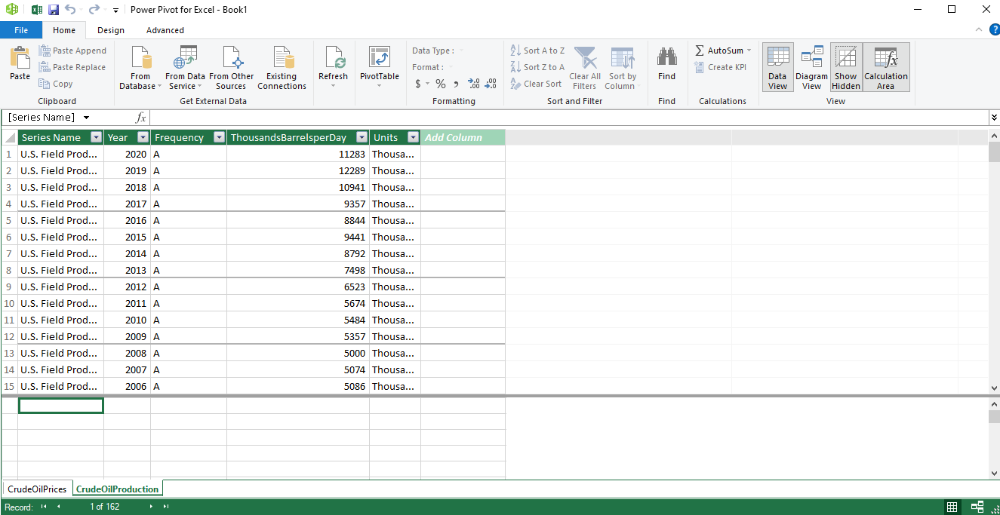 Power Pivot for Excel - Book1
File Home Design Advanced
Paste Paste Append Paste Replace Copy Clipboard
From Database From Data Service From Other Sources Existing Connections Get External Data
Refresh
PivotTable
Data Type : Format : $ % , .00 .00 Formatting
Sort A to Z Sort Z to A Clear Sort Clear All Filters Sort by Column Sort and Filter
Find Find
AutoSum Create KPI Calculations
Data View Diagram View Show Hidden Calculation Area View
[Series Name] fx
Series Name Year Frequency ThousandsBarrelsperDay Units Add Column
1 U.S. Field Prod... 2020 A 11283 Thousa...
2 U.S. Field Prod... 2019 A 12289 Thousa...
3 U.S. Field Prod... 2018 A 10941 Thousa...
4 U.S. Field Prod... 2017 A 9357 Thousa...
5 U.S. Field Prod... 2016 A 8844 Thousa...
6 U.S. Field Prod... 2015 A 9441 Thousa...
7 U.S. Field Prod... 2014 A 8792 Thousa...
8 U.S. Field Prod... 2013 A 7498 Thousa...
9 U.S. Field Prod... 2012 A 6523 Thousa...
10 U.S. Field Prod... 2011 A 5674 Thousa...
11 U.S. Field Prod... 2010 A 5484 Thousa...
12 U.S. Field Prod... 2009 A 5357 Thousa...
13 U.S. Field Prod... 2008 A 5000 Thousa...
14 U.S. Field Prod... 2007 A 5074 Thousa...
15 U.S. Field Prod... 2006 A 5086 Thousa...
CrudeOilPrices CrudeOilProduction
Record: 1 of 162